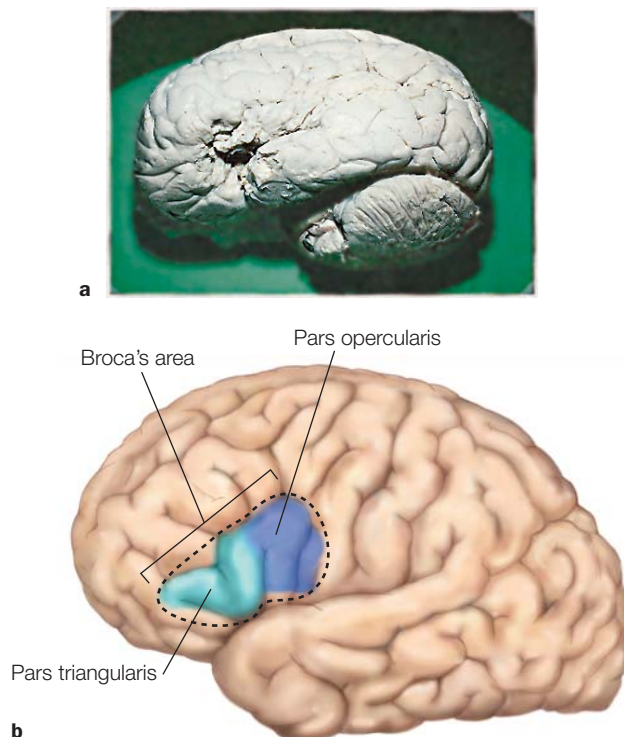 a
Pars opercularis
Broca’s area
Pars triangularis
b